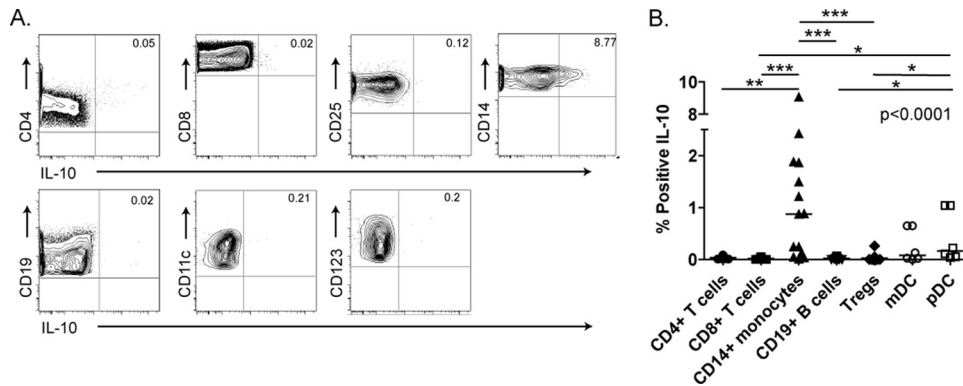 A.
0.05
CD4
0.02
CD8
0.12
CD25
8.77
CD14
IL-10
0.02
CD19
0.21
CD11c
0.2
CD123
IL-10
B.
***
***
*
***
*
**
*
p<0.0001
% Positive IL-10
10
8
2
1
0
CD4+ T cells
CD8+ T cells
CD14+ monocytes
CD19+ B cells
Tregs
mDC
pDC